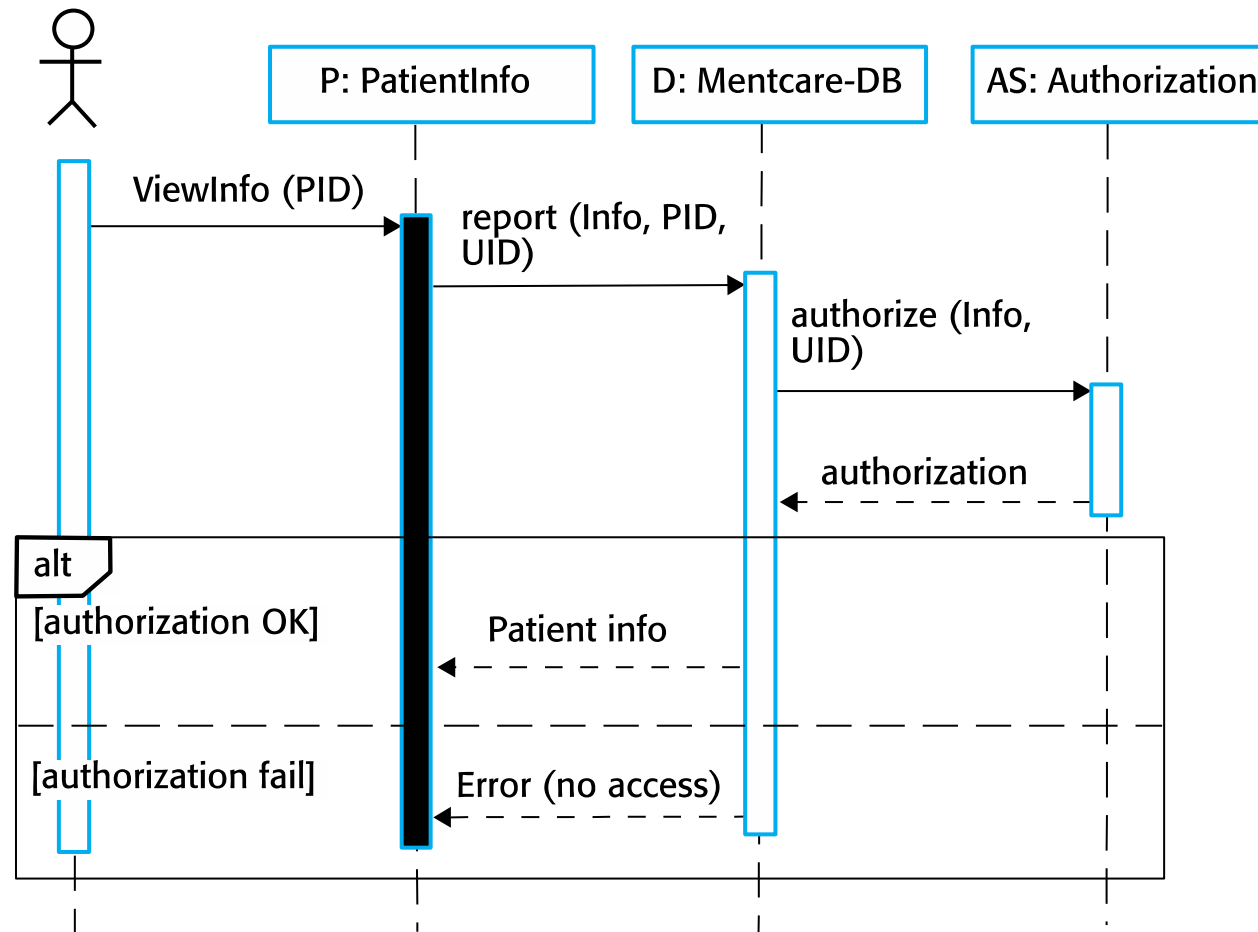 P: PatientInfo
D: Mentcare-DB
AS: Authorization
ViewInfo (PID)
report (Info, PID,
UID)
authorize (Info,
UID)
authorization
alt
[authorization OK]
Patient info
[authorization fail]
Error (no access)